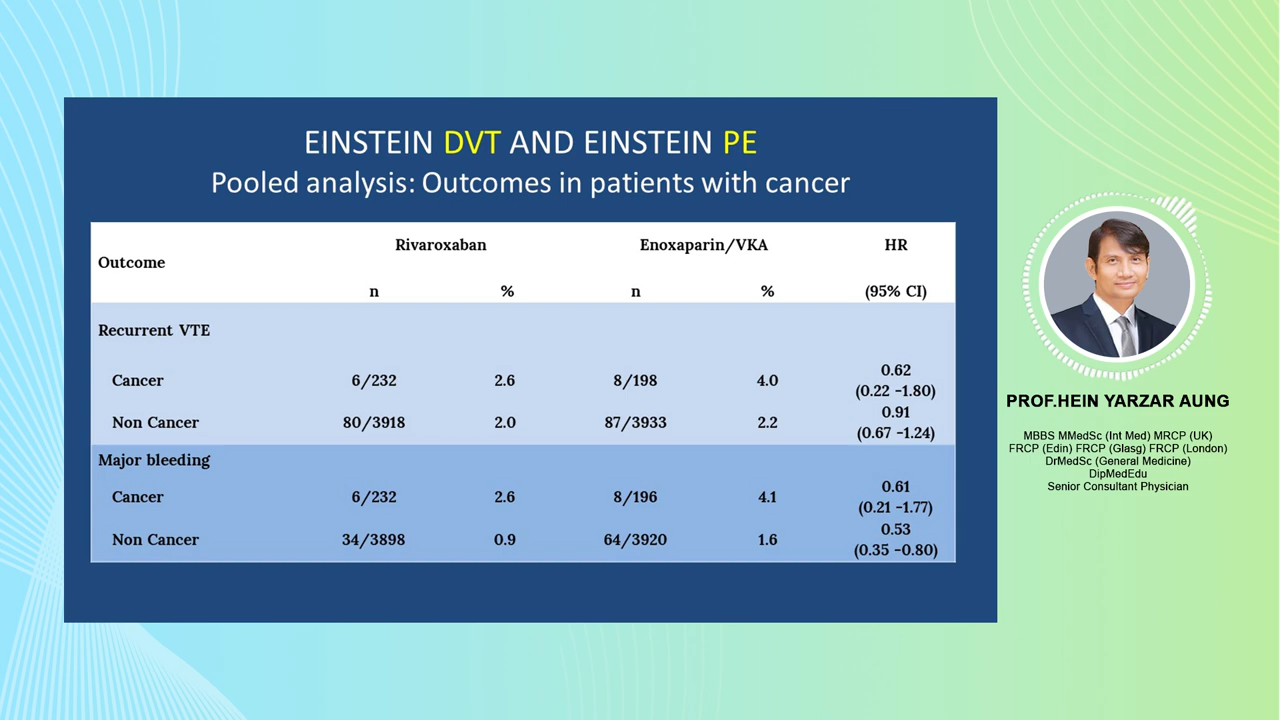 EINSTEIN DVT AND EINSTEIN PE
Pooled analysis: Outcomes in patients with cancer
Outcome Rivaroxaban Enoxaparin/VKA HR
n % n % (95% CI)
Recurrent VTE
Cancer 6/232 2.6 8/198 4.0 0.62
(0.22 –1.80)
Non Cancer 80/3918 2.0 87/3933 2.2 0.91
(0.67 –1.24)
Major bleeding
Cancer 6/232 2.6 8/196 4.1 0.61
(0.21 –1.77)
Non Cancer 34/3898 0.9 64/3920 1.6 0.53
(0.35 –0.80)
PROF.HEIN YARZAR AUNG
MBBS MMedSc (Int Med) MRCP (UK)
FRCP (Edin) FRCP (Glasg) FRCP (London)
DrMedSc (General Medicine)
DipMedEdu
Senior Consultant Physician